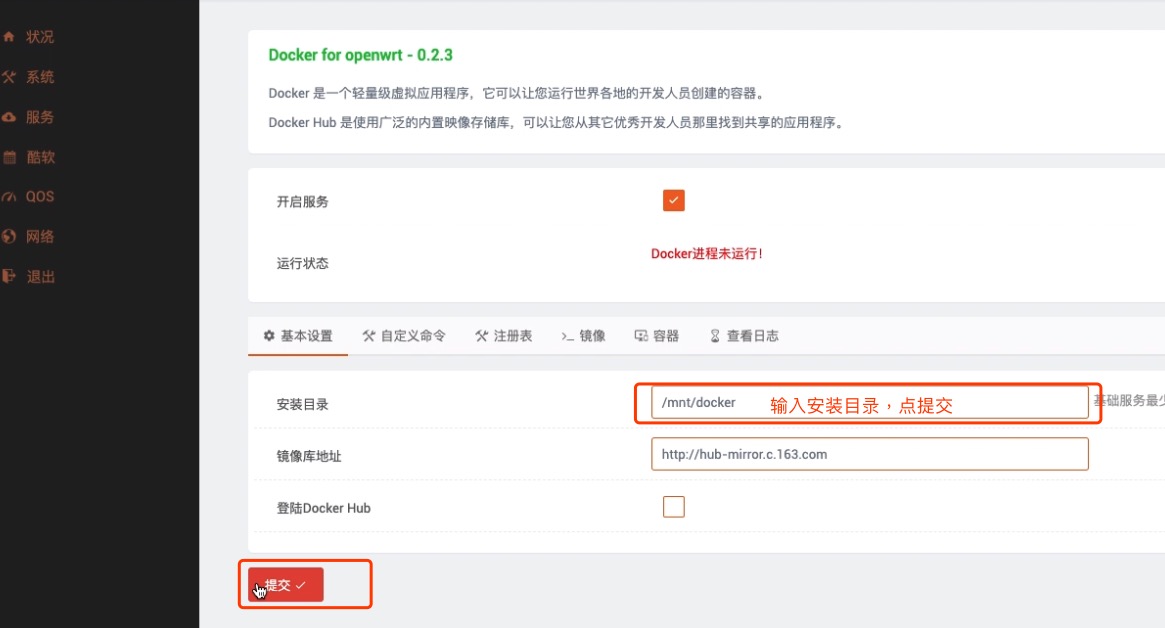 状况
系统
服务
酷软
QOS
网络
退出
Docker for openwrt - 0.2.3
Docker 是一个轻量级虚拟应用程序，它可以让您运行世界各地的开发人员创建的容器。
Docker Hub 是使用广泛的内置映像存储库，可以让您从其它优秀开发人员那里找到共享的应用程序。
开启服务
运行状态
Docker进程未运行!
基本设置 自定义命令 注册表 >_ 镜像 容器 查看日志
安装目录 /mnt/docker 输入安装目录，点提交 基础服务最少
镜像库地址 http://hub-mirror.c.163.com
登陆Docker Hub
提交